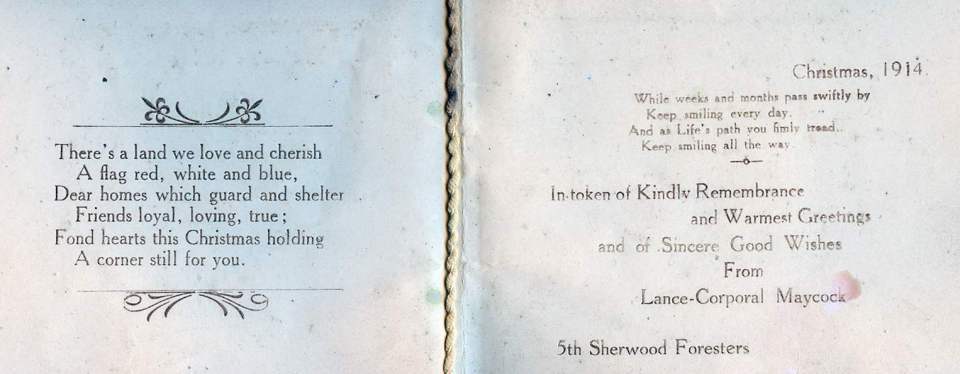 There's a land we love and cherish
A flag red, white and blue,
Dear homes which guard and shelter
Friends loyal, loving, true;
Fond hearts this Christmas holding
A corner still for you.
Christmas, 1914.
While weeks and months pass swiftly by
Keep smiling every day.
And as Life's path you firmly tread..
Keep smiling all the way
In token of Kindly Remembrance
and Warmest Greetings
and of Sincere Good Wishes
From
Lance-Corporal Maycock
5th Sherwood Foresters